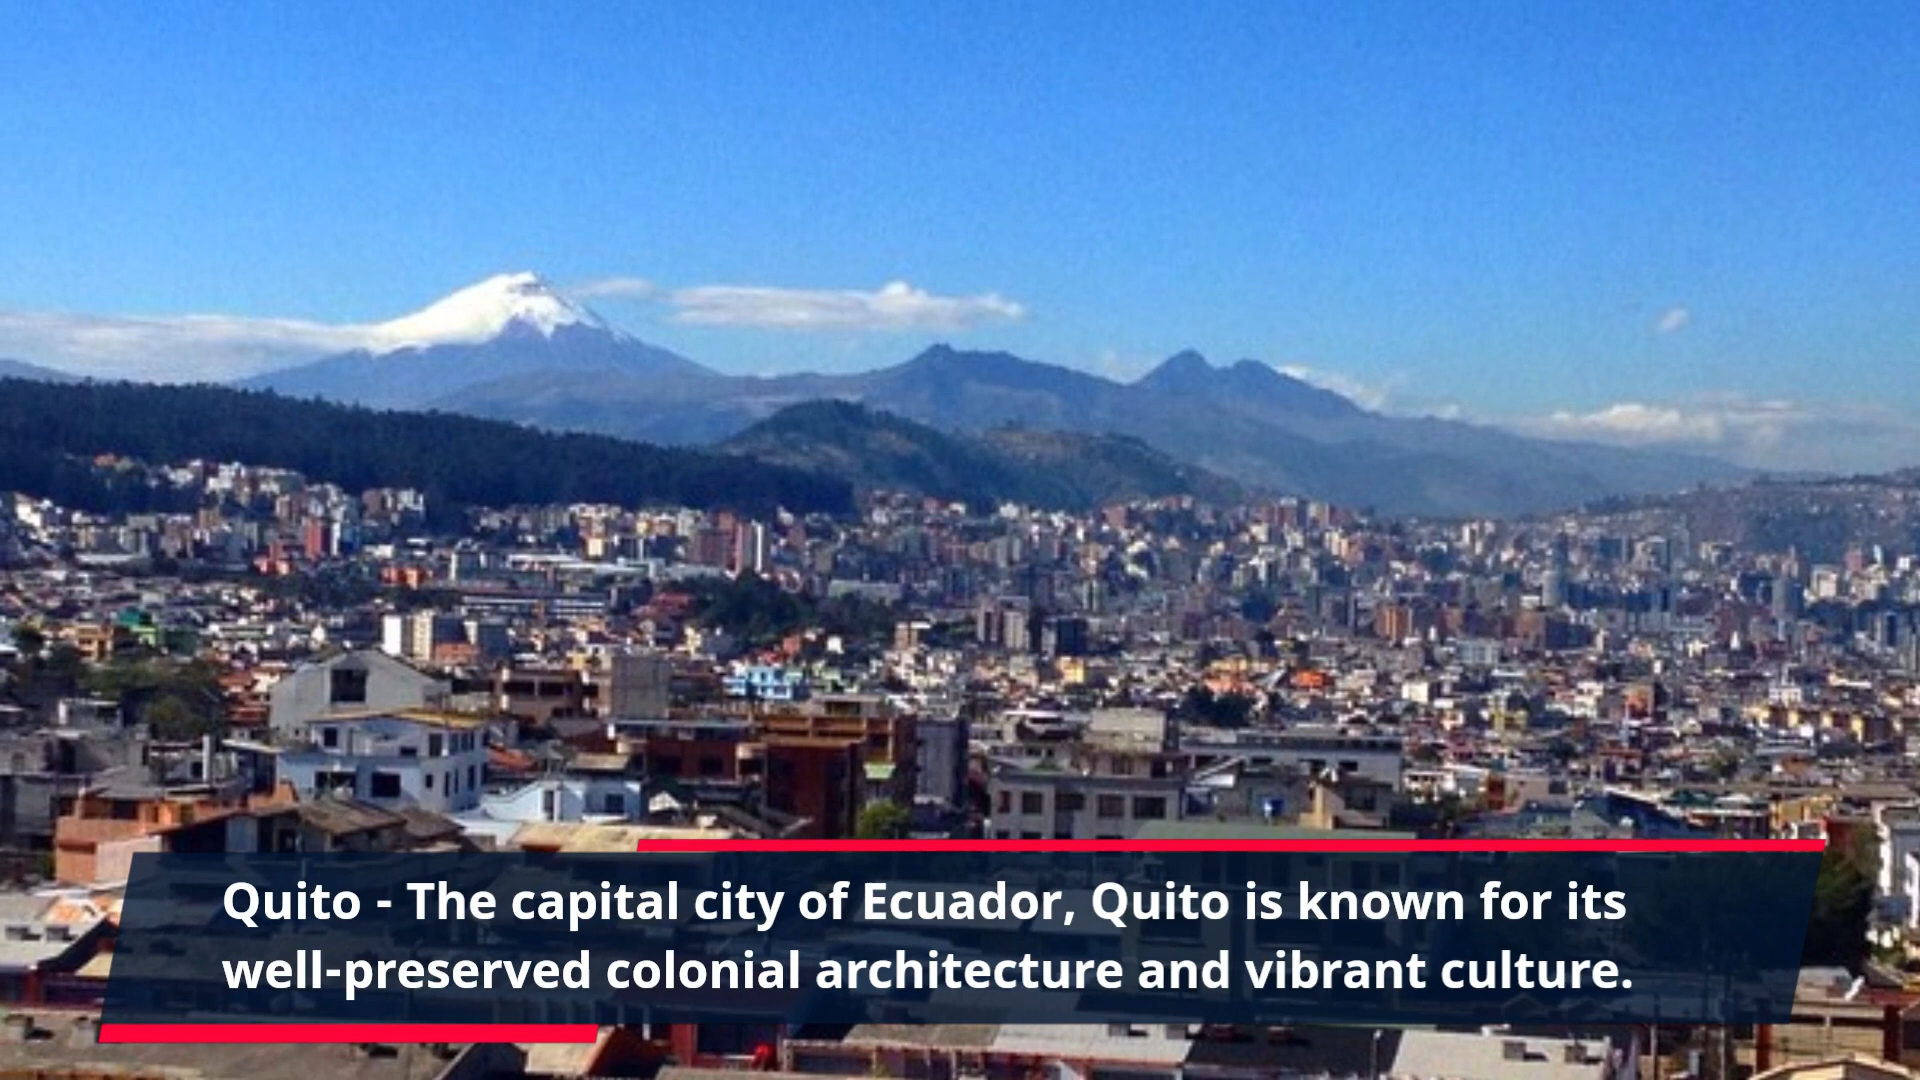 Quito - The capital city of Ecuador, Quito is known for its
well-preserved colonial architecture and vibrant culture.